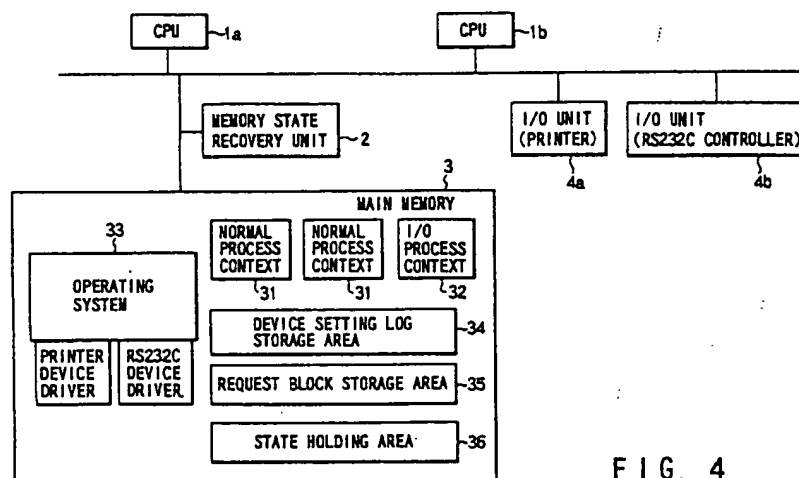 CPU
1a
CPU
1b
MEMORY STATE
RECOVERY UNIT
2
I/O UNIT
(PRINTER)
4a
I/O UNIT
(RS232C CONTROLLER)
4b
3
MAIN MEMORY
33
OPERATING
SYSTEM
PRINTER
DEVICE
DRIVER
RS232C
DEVICE
DRIVER
NORMAL
PROCESS
CONTEXT
31
NORMAL
PROCESS
CONTEXT
31
I/O
PROCESS
CONTEXT
32
DEVICE SETTING LOG
STORAGE AREA
34
REQUEST BLOCK STORAGE AREA
35
STATE HOLDING AREA
36
FIG. 4